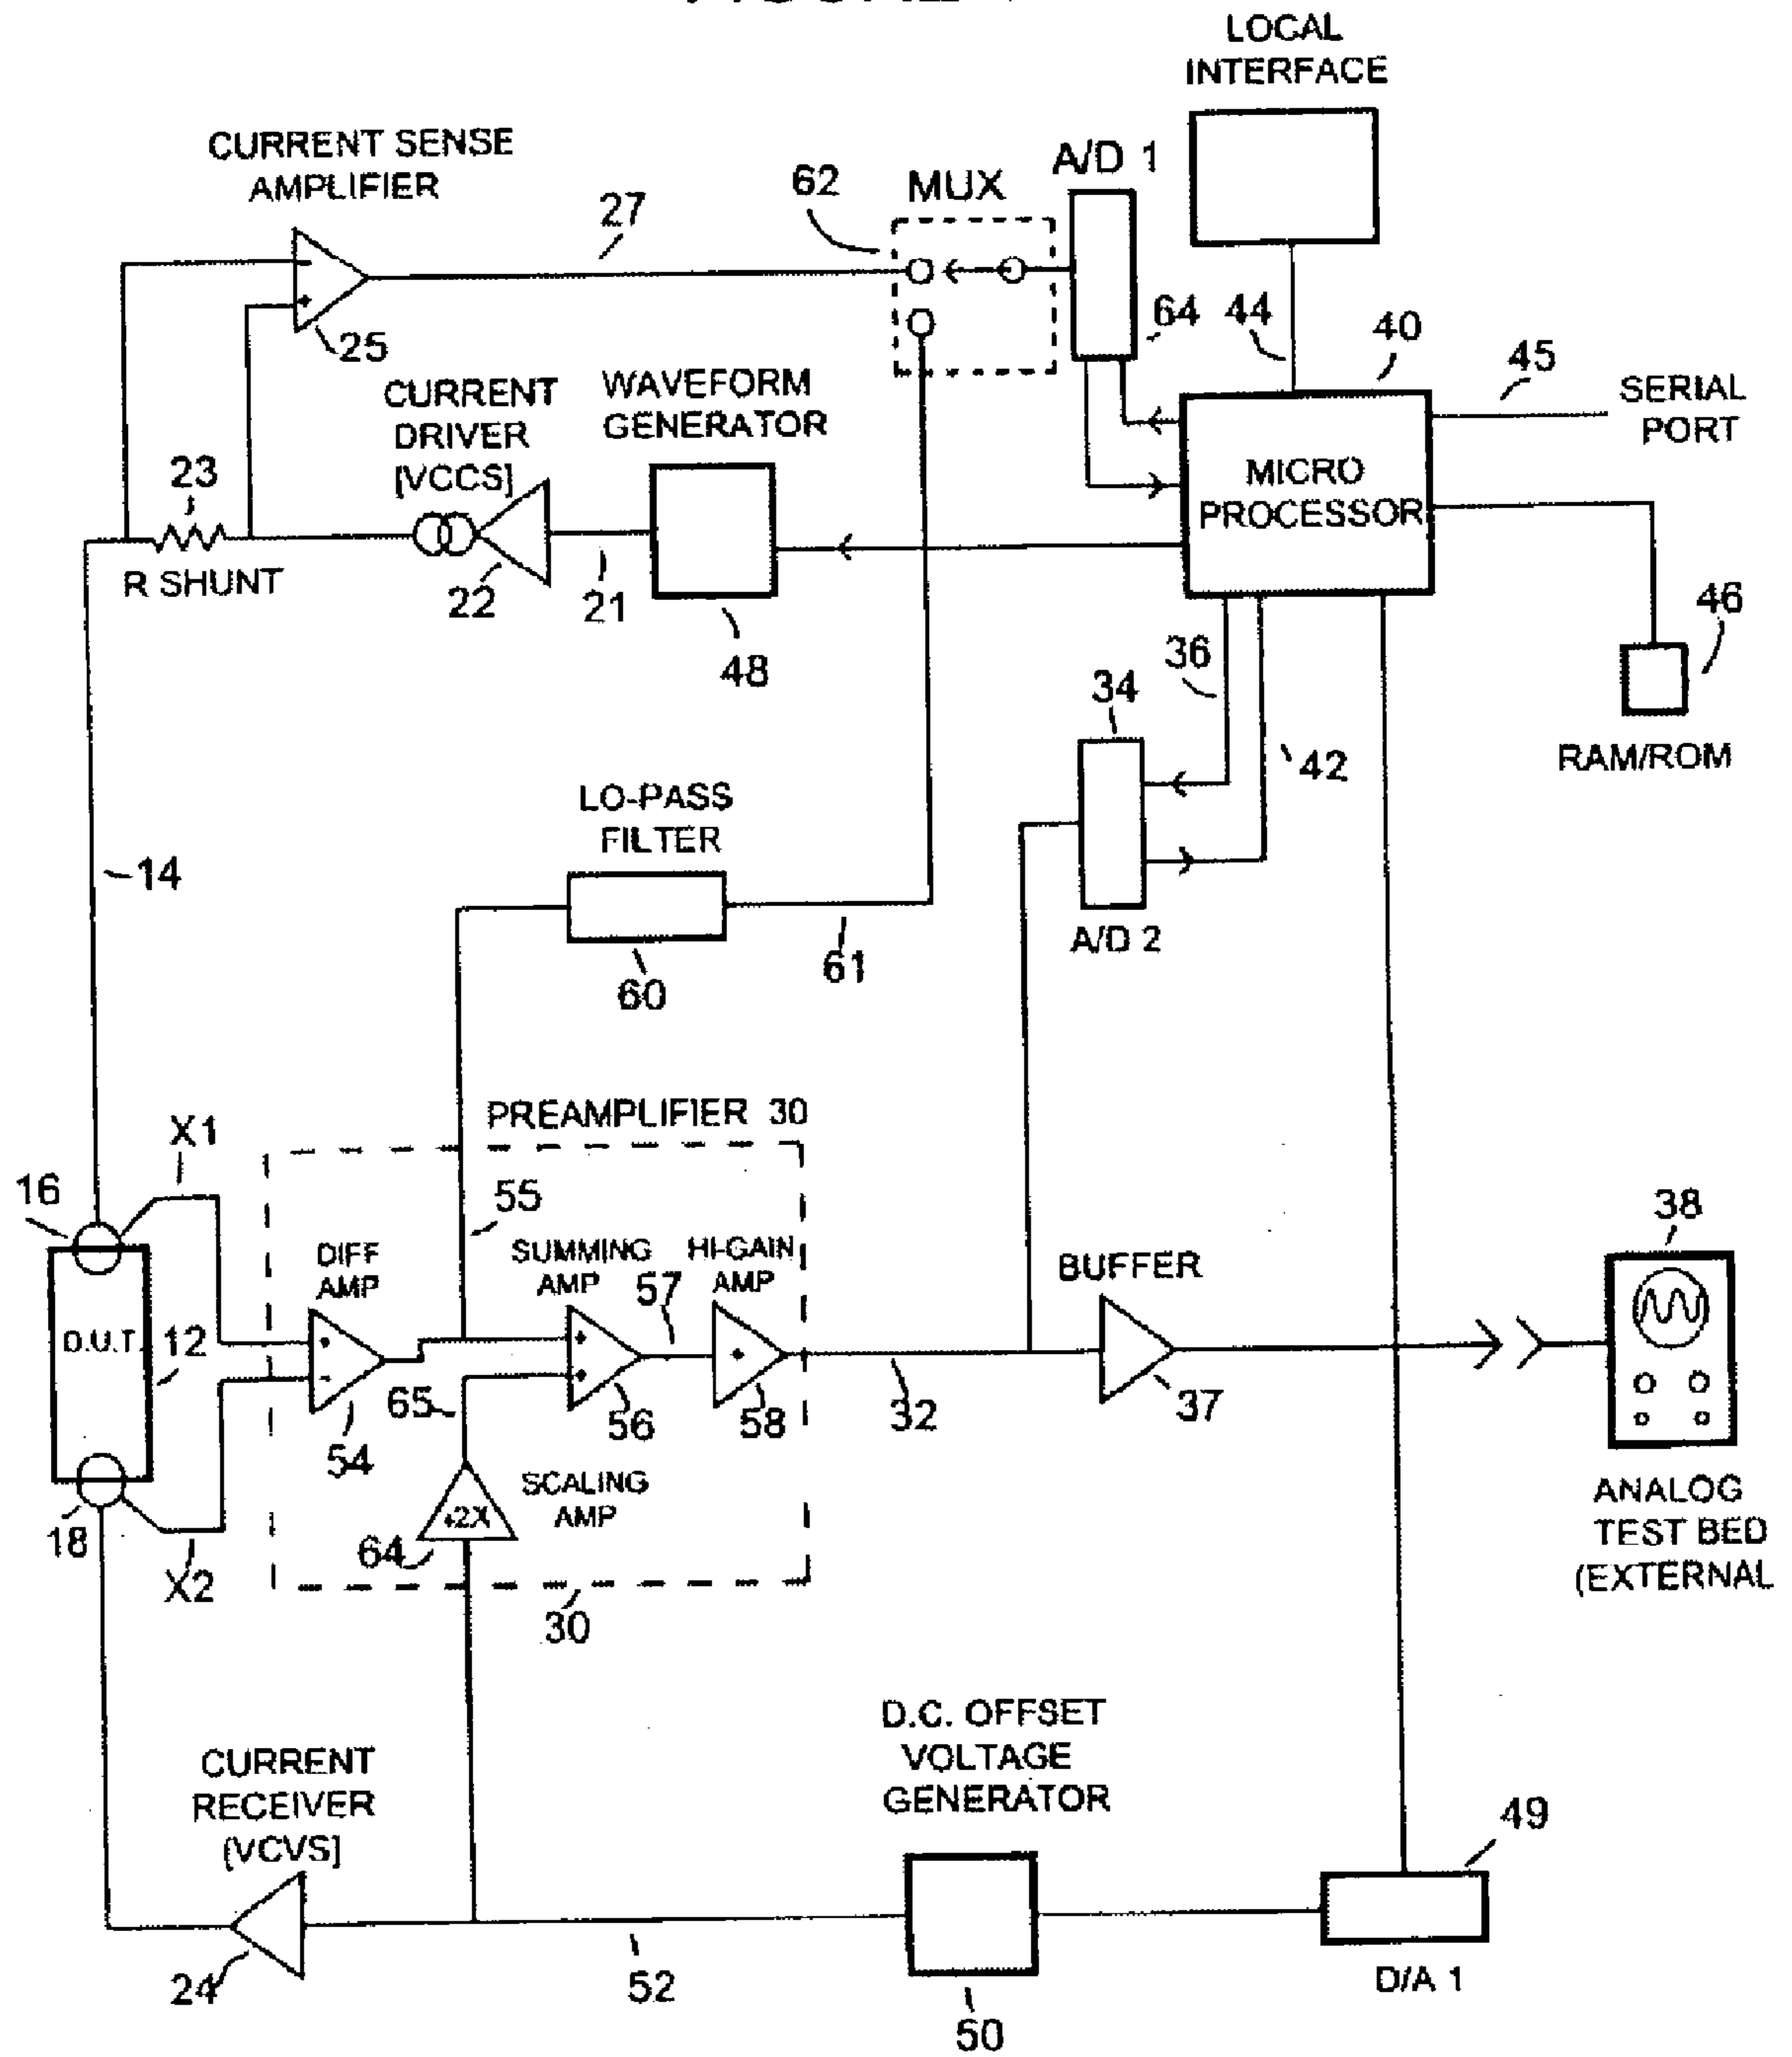 LOCAL
INTERFACE
CURRENT SENSE
AMPLIFIER
27
62
MUX
A/D 1
-
+
25
64
44
40
45
SERIAL
PORT
CURRENT
DRIVER
[VCCS]
WAVEFORM
GENERATOR
MICRO
PROCESSOR
23
R SHUNT
22
21
48
36
34
42
46
RAM/ROM
LO-PASS
FILTER
14
60
61
A/D 2
PREAMPLIFIER 30
X1
16
55
38
DIFF
AMP
SUMMING
AMP
57
HI-GAIN
AMP
BUFFER
D.U.T.
12
+
-
+
+
+
65
54
56
58
32
37
18
X2
64
+2X
SCALING
AMP
30
ANALOG
TEST BED
(EXTERNAL
D.C. OFFSET
VOLTAGE
GENERATOR
CURRENT
RECEIVER
[VCVS]
49
24
52
50
D/A 1